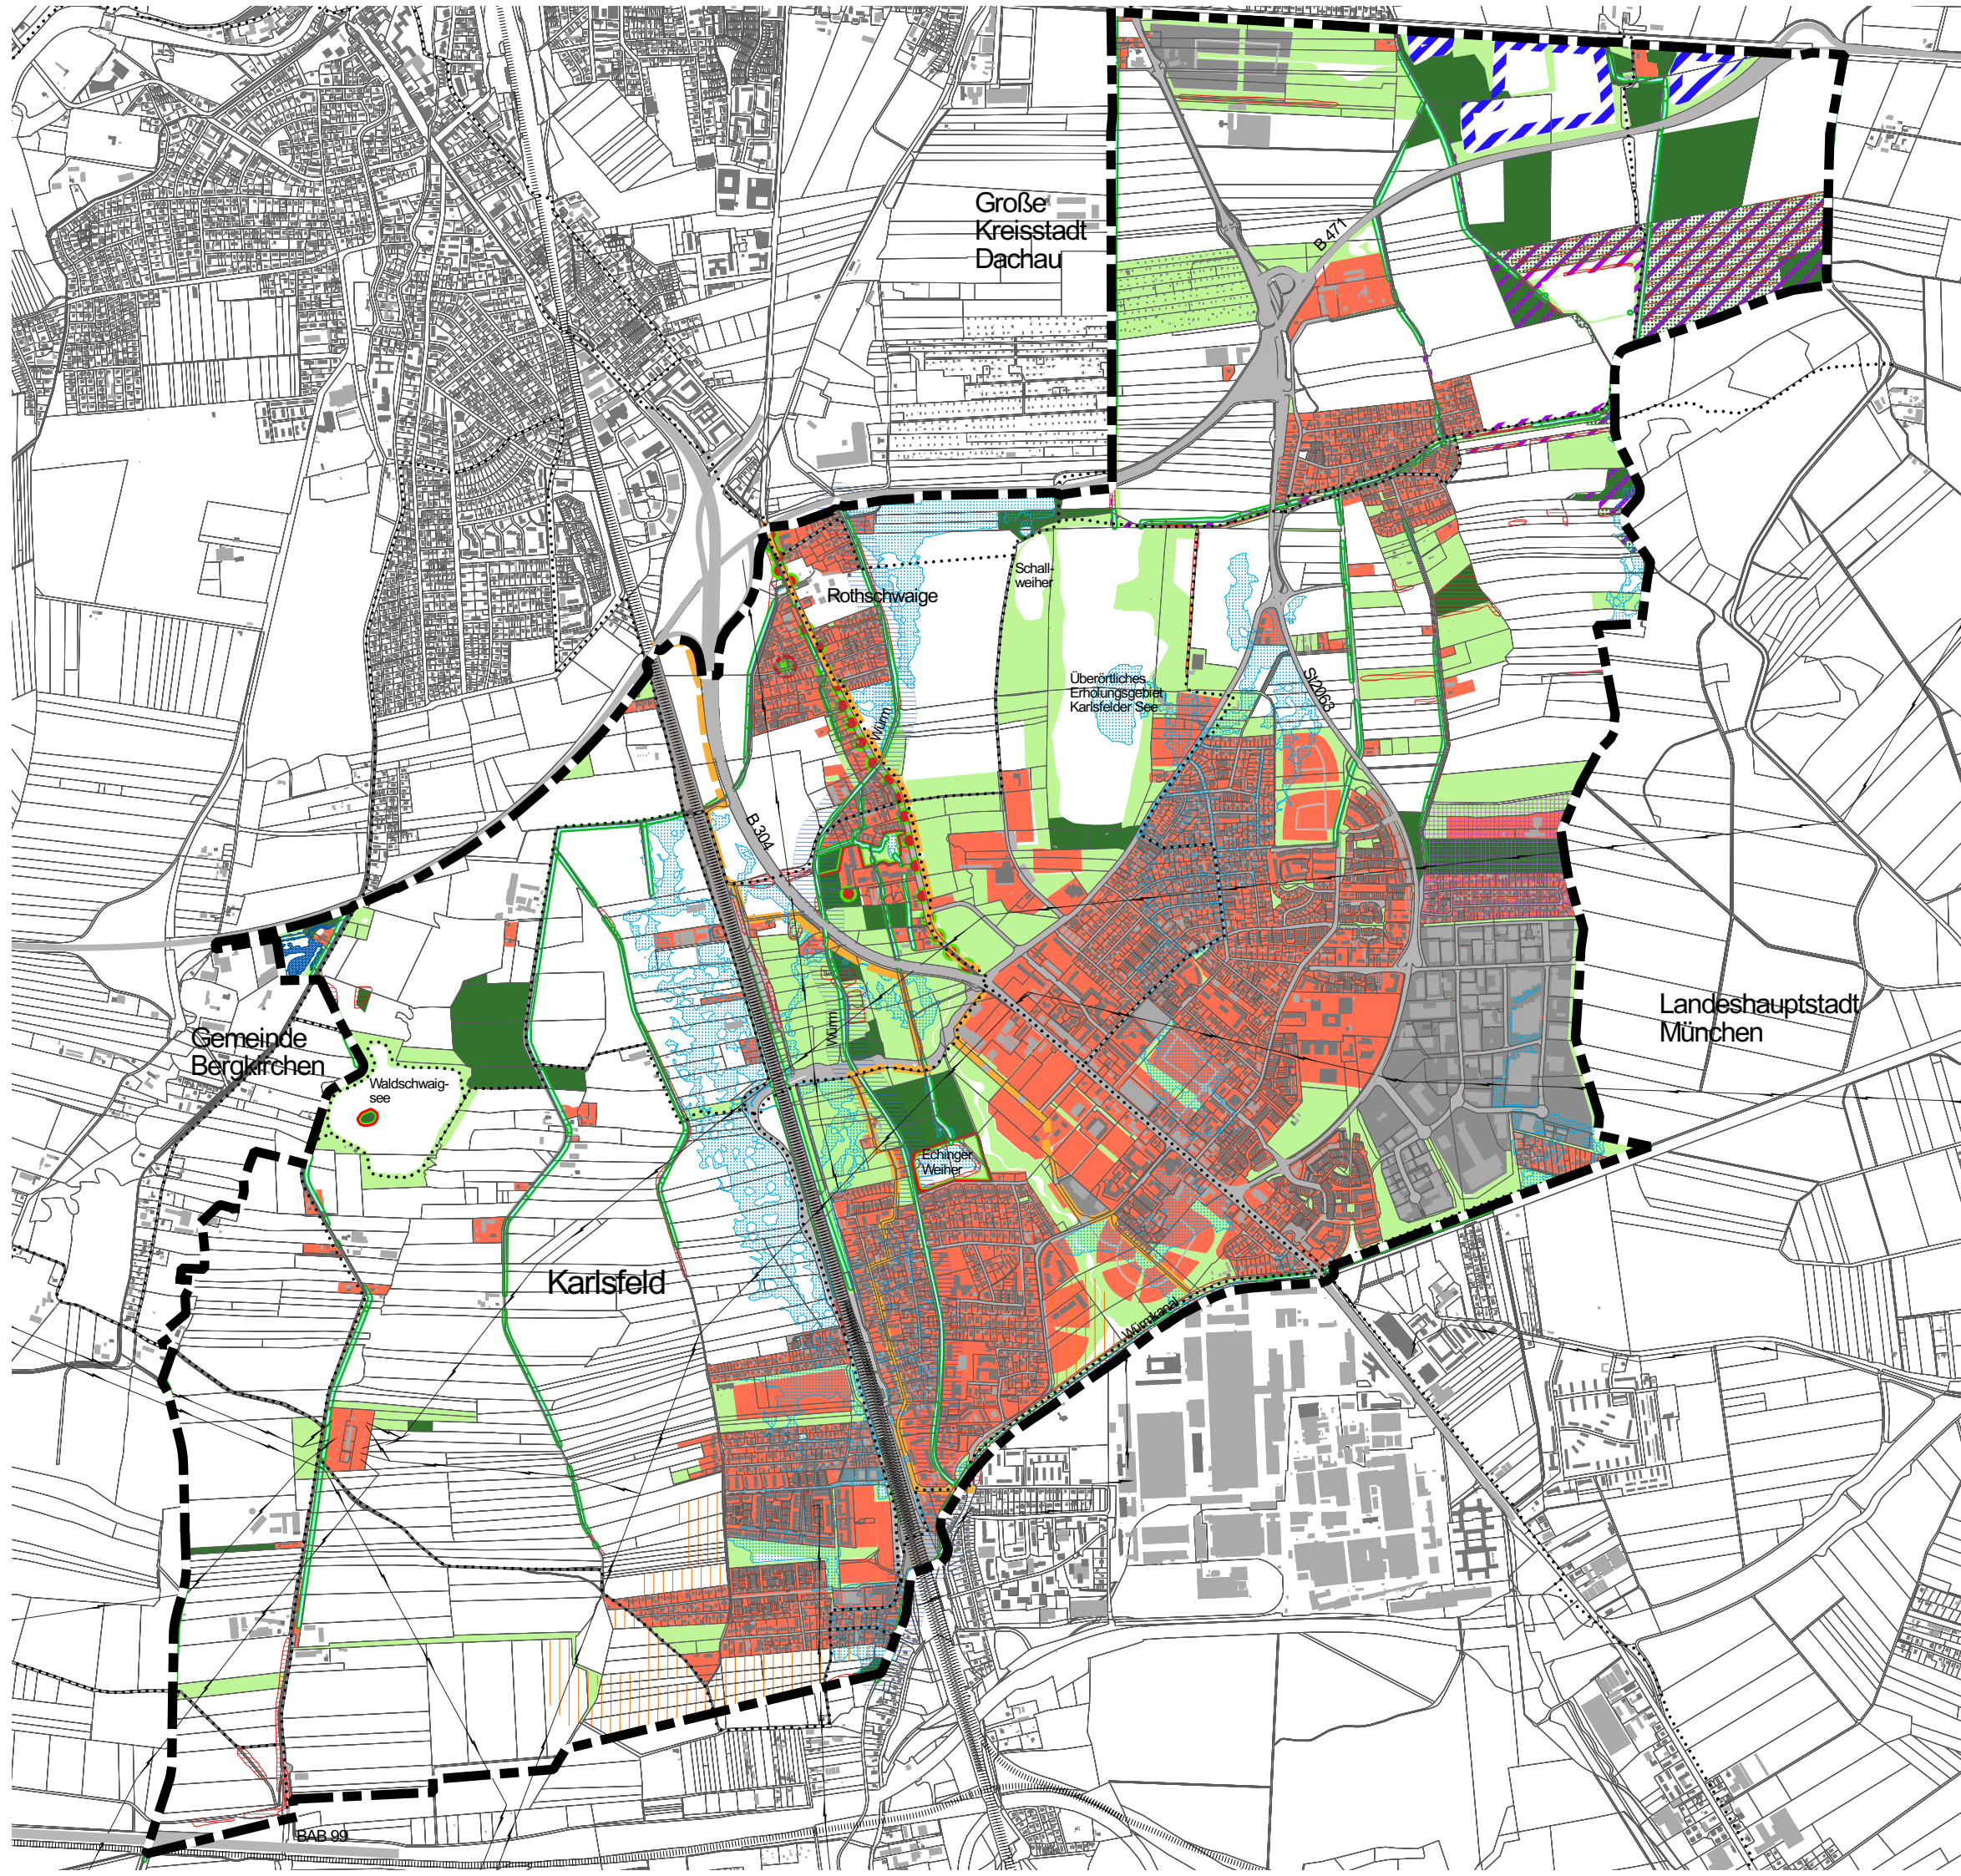 Große
Kreisstadt
Dachau
B 471
Schall-
weiher
Rothschwaige
Überörtliches
Erholungsgebiet
Karlsfelder See
St2063
Würm
B 304
Landeshauptstadt
München
Würm
Gemeinde
Bergkirchen
Waldschwaig-
see
Echinger
Weiher
Karlsfeld
Würmkanal
BAB 99